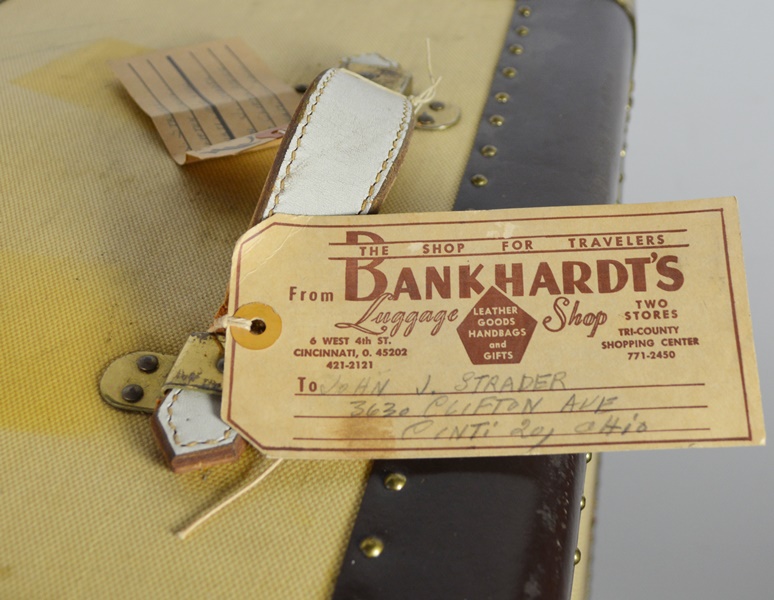 THE SHOP FOR TRAVELERS
From BANKHARDT'S
Luggage Shop
LEATHER
GOODS
HANDBAGS
and
GIFTS
TWO
STORES
6 WEST 4th ST.
CINCINNATI, O. 45202
421-2121
TRI-COUNTY
SHOPPING CENTER
771-2450
To JOHN J. STRADER
3630 CLIFTON AVE
CINTI 20, OHIO